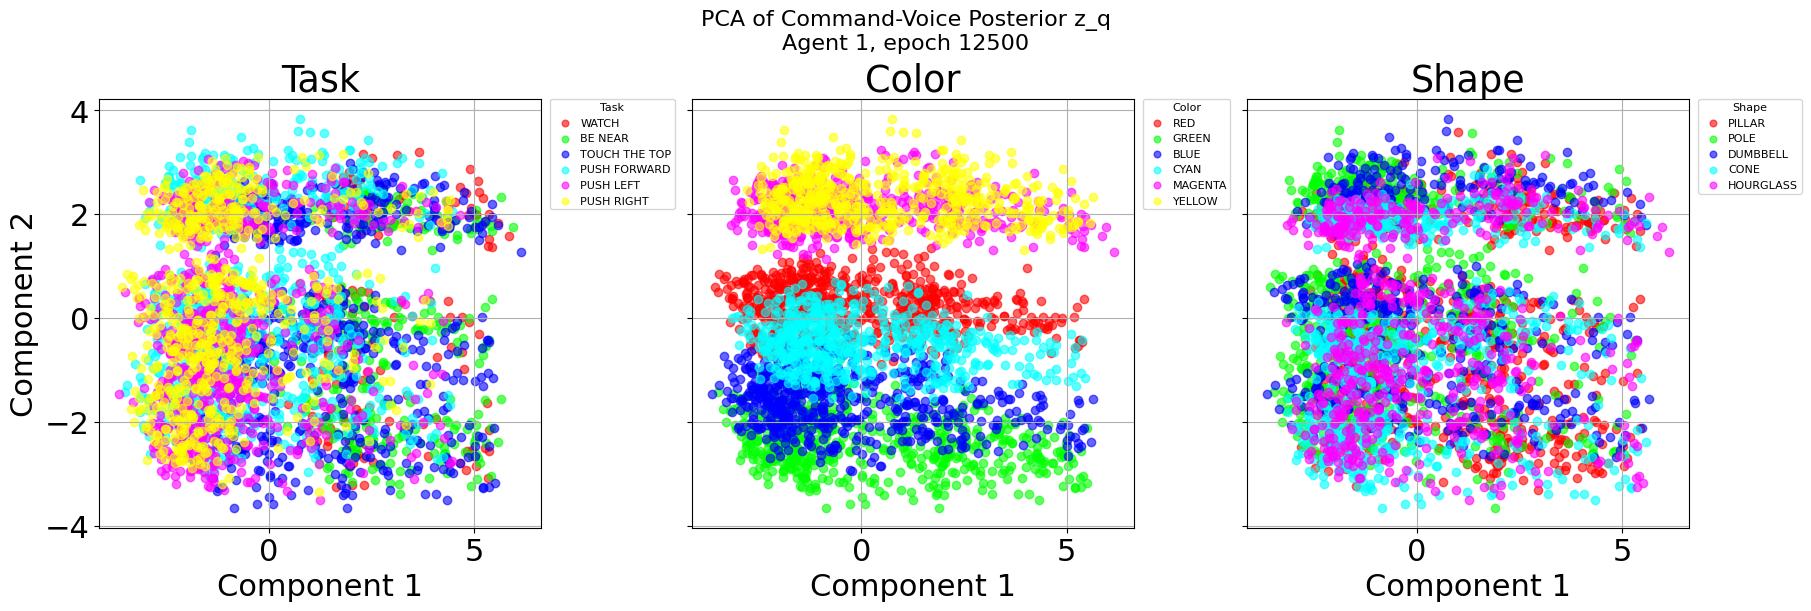 PCA of Command-Voice Posterior z_q
Agent 1, epoch 12500
Task
4
2
0
−2
−4
Component 2
0 5
Component 1
Task
WATCH
BE NEAR
TOUCH THE TOP
PUSH FORWARD
PUSH LEFT
PUSH RIGHT
Color
0 5
Component 1
Color
RED
GREEN
BLUE
CYAN
MAGENTA
YELLOW
Shape
0 5
Component 1
Shape
PILLAR
POLE
DUMBBELL
CONE
HOURGLASS